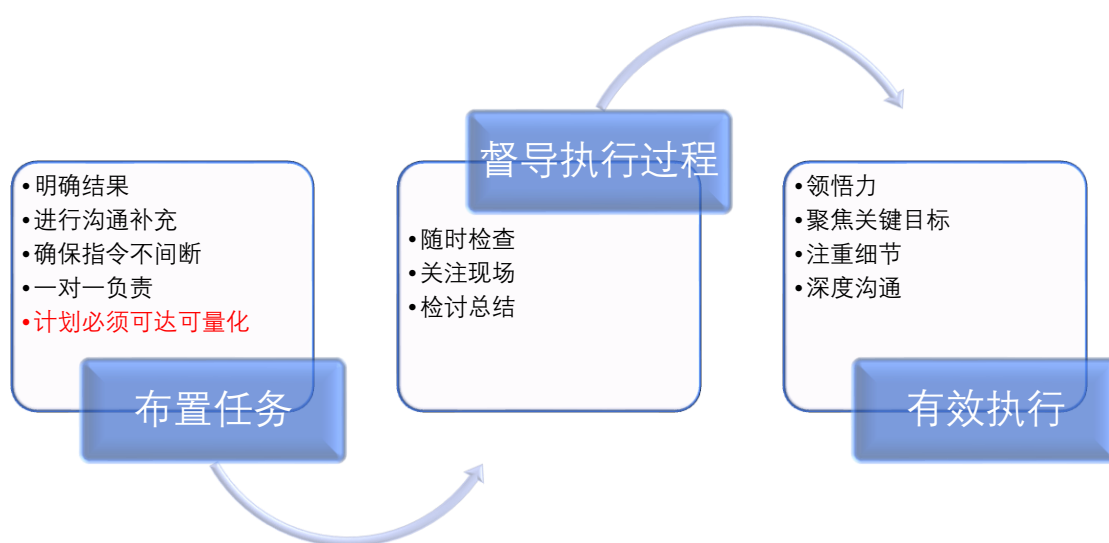 •明确结果
•进行沟通补充
•确保指令不间断
•一对一负责
•计划必须可达可量化
布置任务
督导执行过程
•随时检查
•关注现场
•检讨总结
•领悟力
•聚焦关键目标
•注重细节
•深度沟通
有效执行